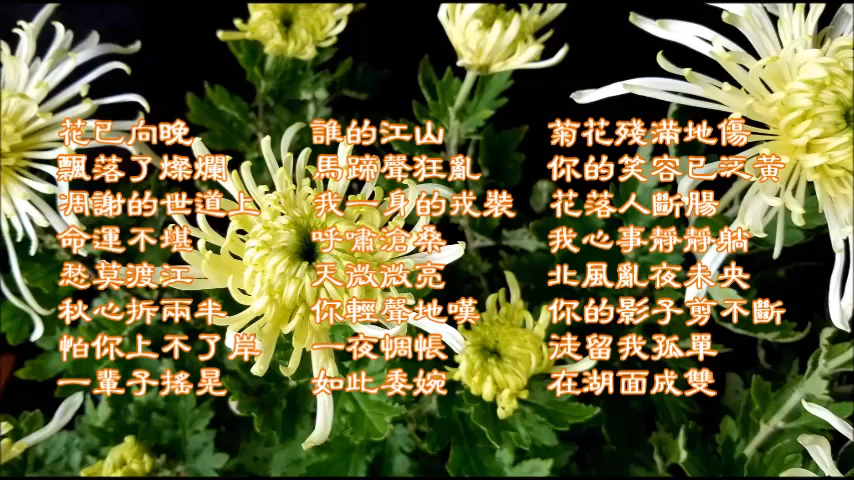 花已向晚
飄落了燦爛
凋謝的世道上
命運不堪
愁莫渡江
秋心拆兩半
怕你上不了岸
一輩子搖晃
誰的江山
馬蹄聲狂亂
我一身的戎裝
呼嘯滄桑
天微微亮
你輕聲地嘆
一夜惆悵
如此委婉
菊花殘滿地傷
你的笑容已泛黃
花落人斷腸
我心事靜靜躺
北風亂夜未央
你的影子剪不斷
徒留我孤單
在湖面成雙